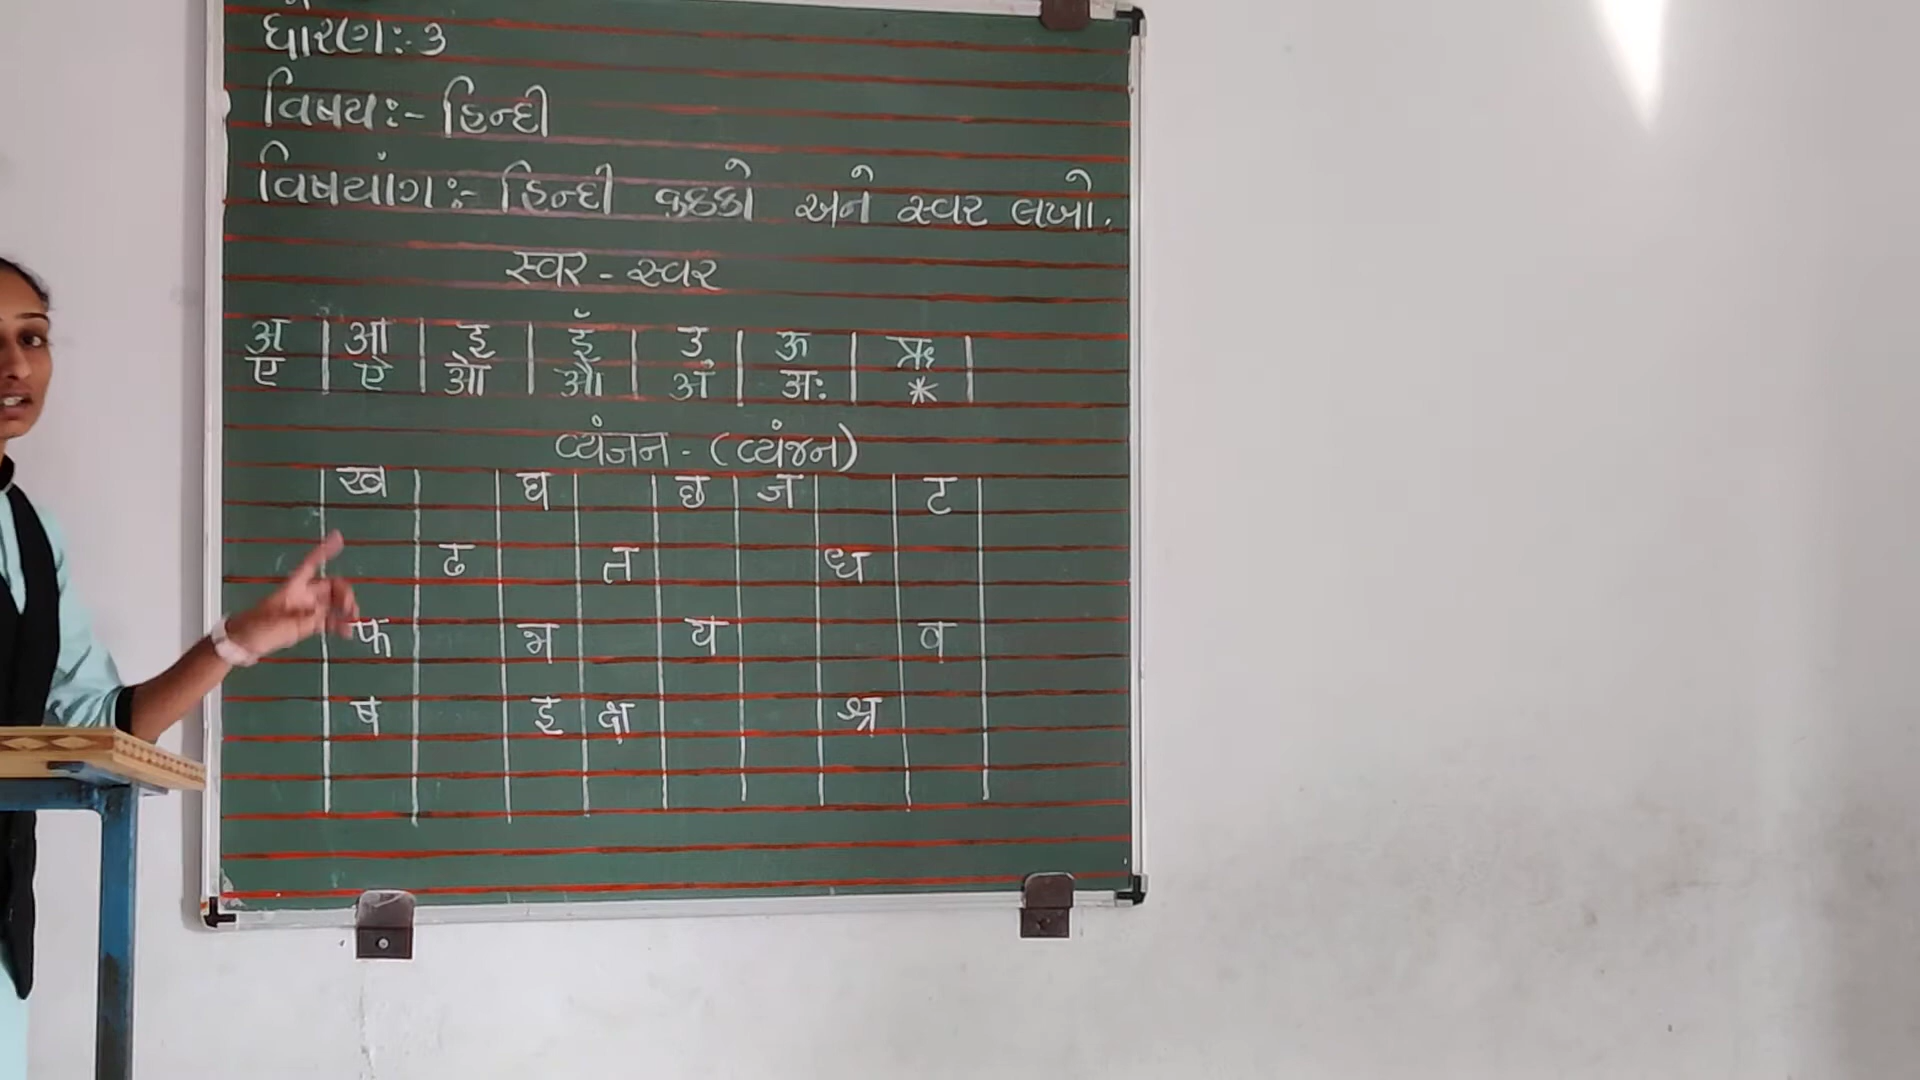 ધોરણ:- ૩
વિષય:- હિન્દી
વિષયાંગ:- હિન્દી કક્કો અને સ્વર લખો.
स्वर - સ્વર
अ | आ | इ | ई | उ | ऊ | ऋ |
ए | ऐ | ओ | औ | अं | अः | * |
व्यंजन - (વ્યંજન)
ख घ छ ज ट
ढ त ध
फ भ य व
ष इ क्ष श्र